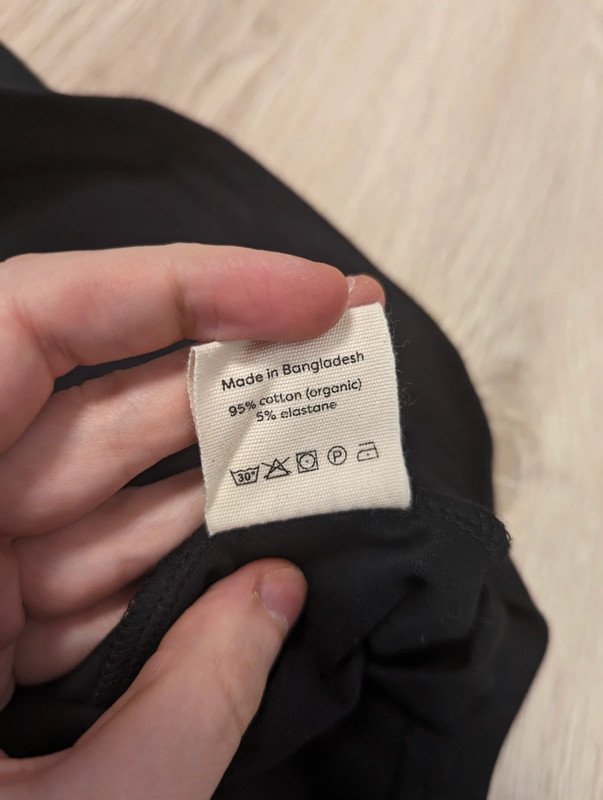 Made in Bangladesh
95% cotton (organic)
5% elastane
30° P